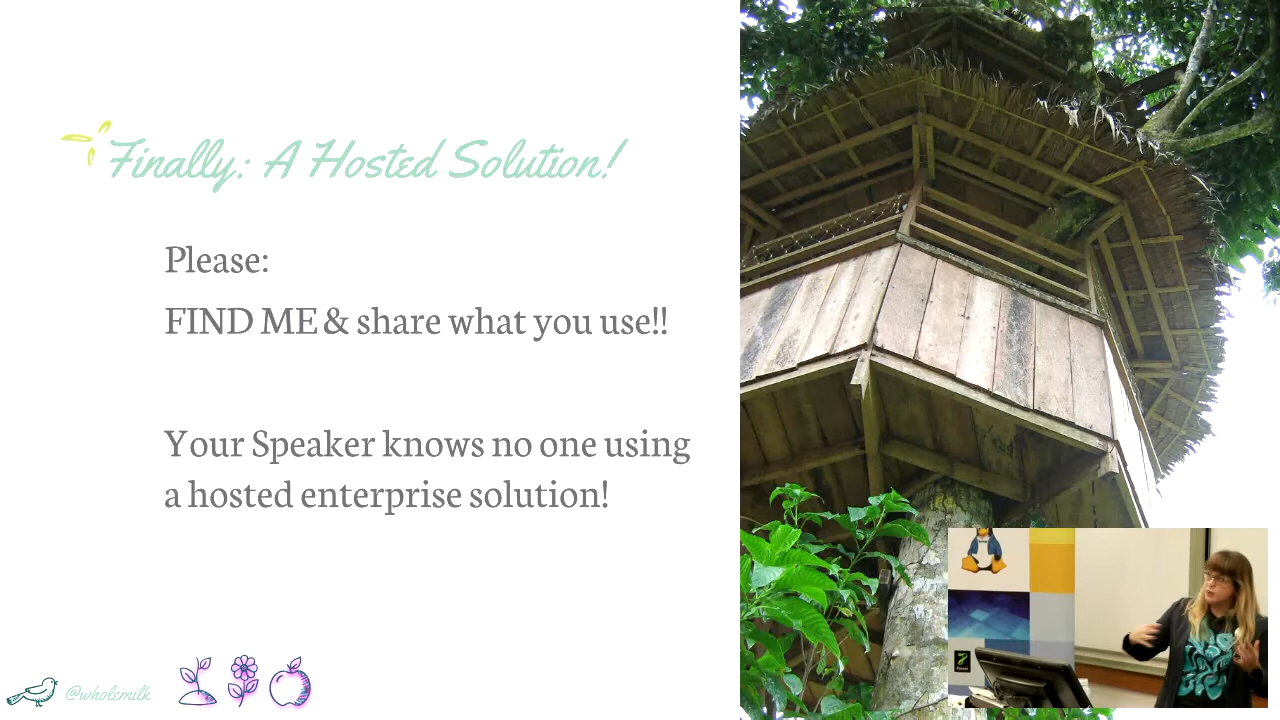 Finally: A Hosted Solution!
Please:
FIND ME & share what you use!!
Your Speaker knows no one using
a hosted enterprise solution!
@wholemilk